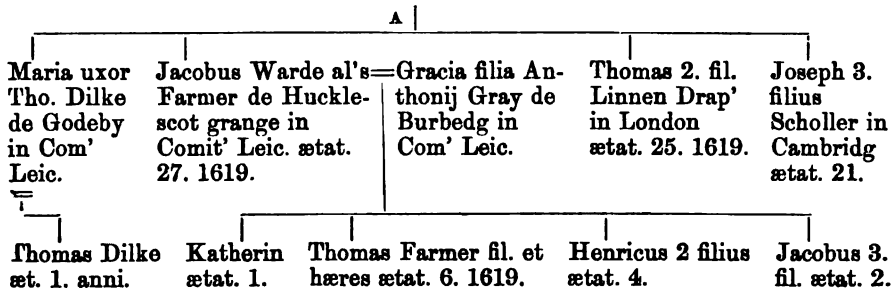 A
Maria uxor
Tho. Dilke
de Godeby
in Com'
Leic.
Jacobus Warde al's=Gracia filia An-
Farmer de Huckle-
scot grange in
Comit' Leic. ætat.
27. 1619.
thonij Gray de
Burbedg in
Com' Leic.
Thomas 2. fil.
Linnen Drap'
in London
ætat. 25. 1619.
Joseph 3.
filius
Scholler in
Cambridg
ætat. 21.
Thomas Dilke
æt. 1. anni.
Katherin
ætat. 1.
Thomas Farmer fil. et
hæres ætat. 6. 1619.
Henricus 2 filius
ætat. 4.
Jacobus 3.
fil. ætat. 2.